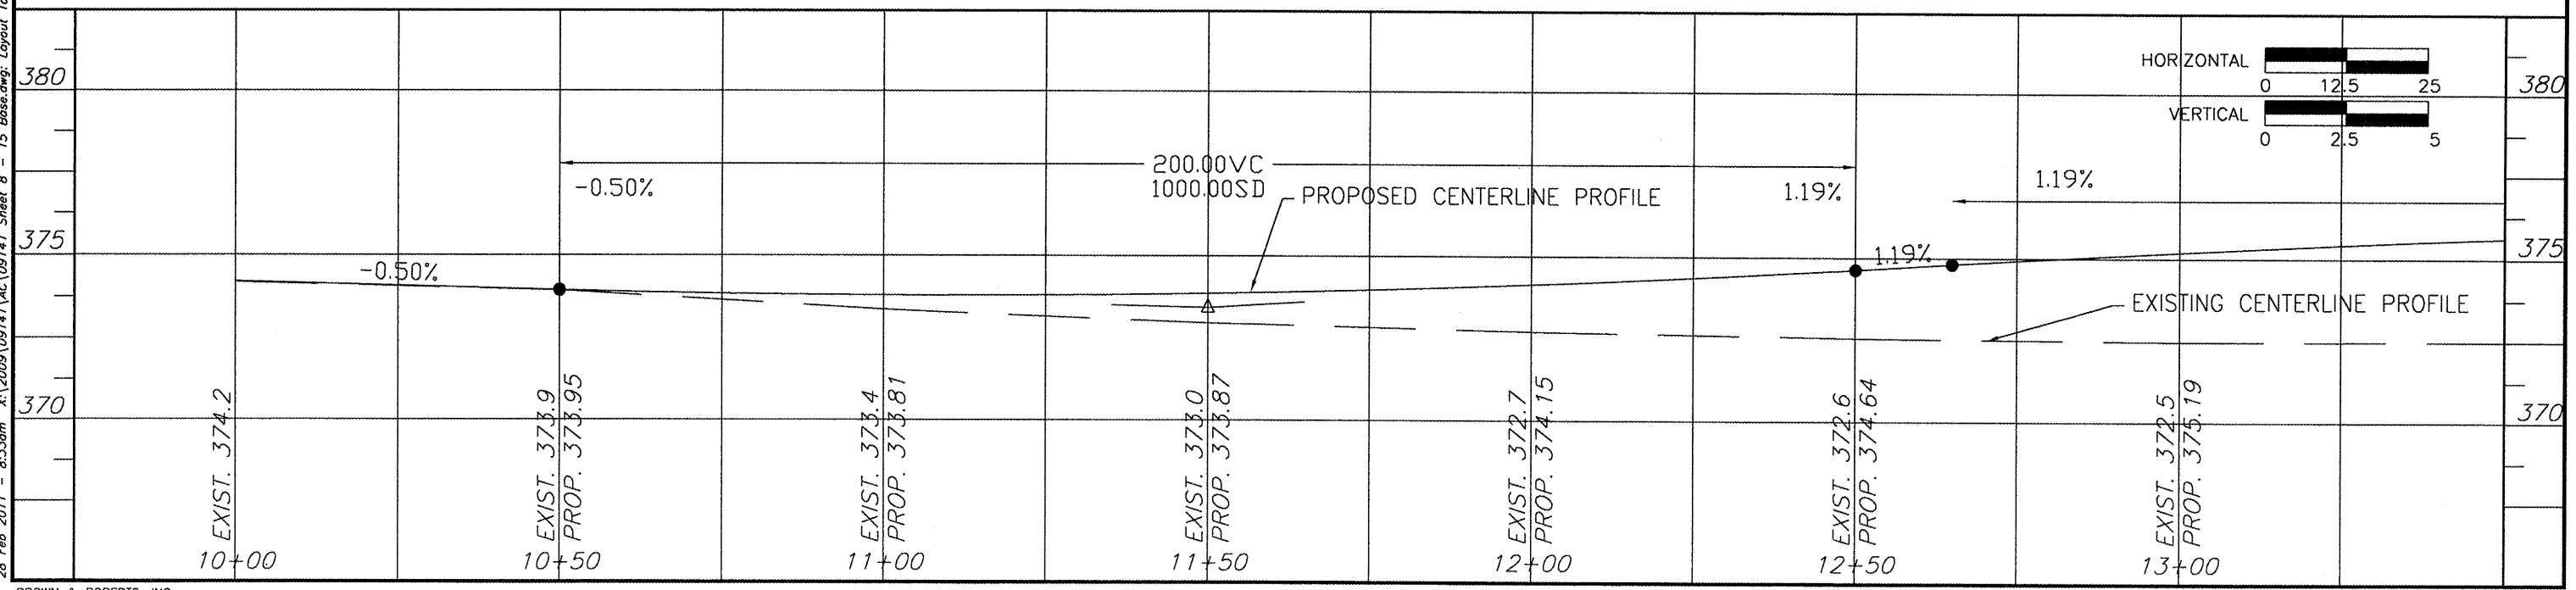 HORIZONTAL
0 12.5 25
VERTICAL
0 2.5 5
380
380
200.00VC
1000.00SD
-0.50%
PROPOSED CENTERLINE PROFILE
1.19%
1.19%
375
375
-0.50%
1.19%
EXISTING CENTERLINE PROFILE
370
370
EXIST. 374.2
EXIST. 373.9
PROP. 373.95
EXIST. 373.4
PROP. 373.81
EXIST. 373.0
PROP. 373.87
EXIST. 372.7
PROP. 374.15
EXIST. 372.6
PROP. 374.64
EXIST. 372.5
PROP. 375.19
10+00
10+50
11+00
11+50
12+00
12+50
13+00